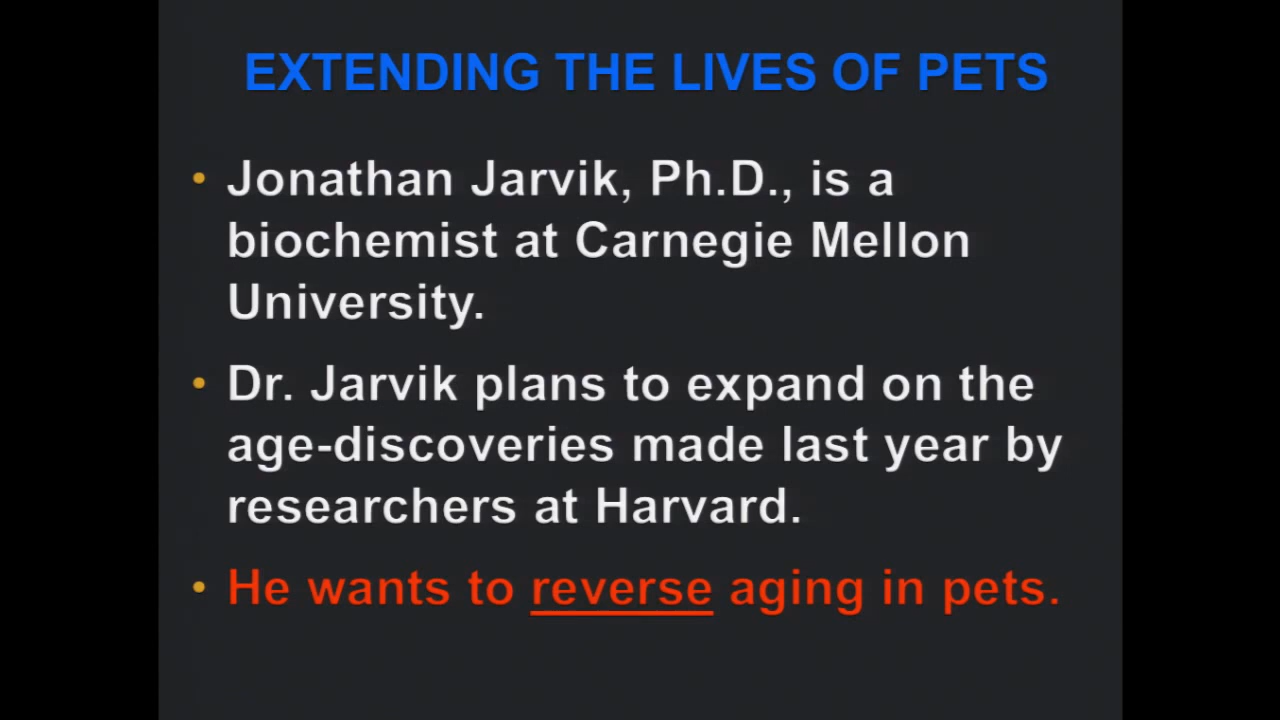 EXTENDING THE LIVES OF PETS
• Jonathan Jarvik, Ph.D., is a
biochemist at Carnegie Mellon
University.
• Dr. Jarvik plans to expand on the
age-discoveries made last year by
researchers at Harvard.
• He wants to reverse aging in pets.